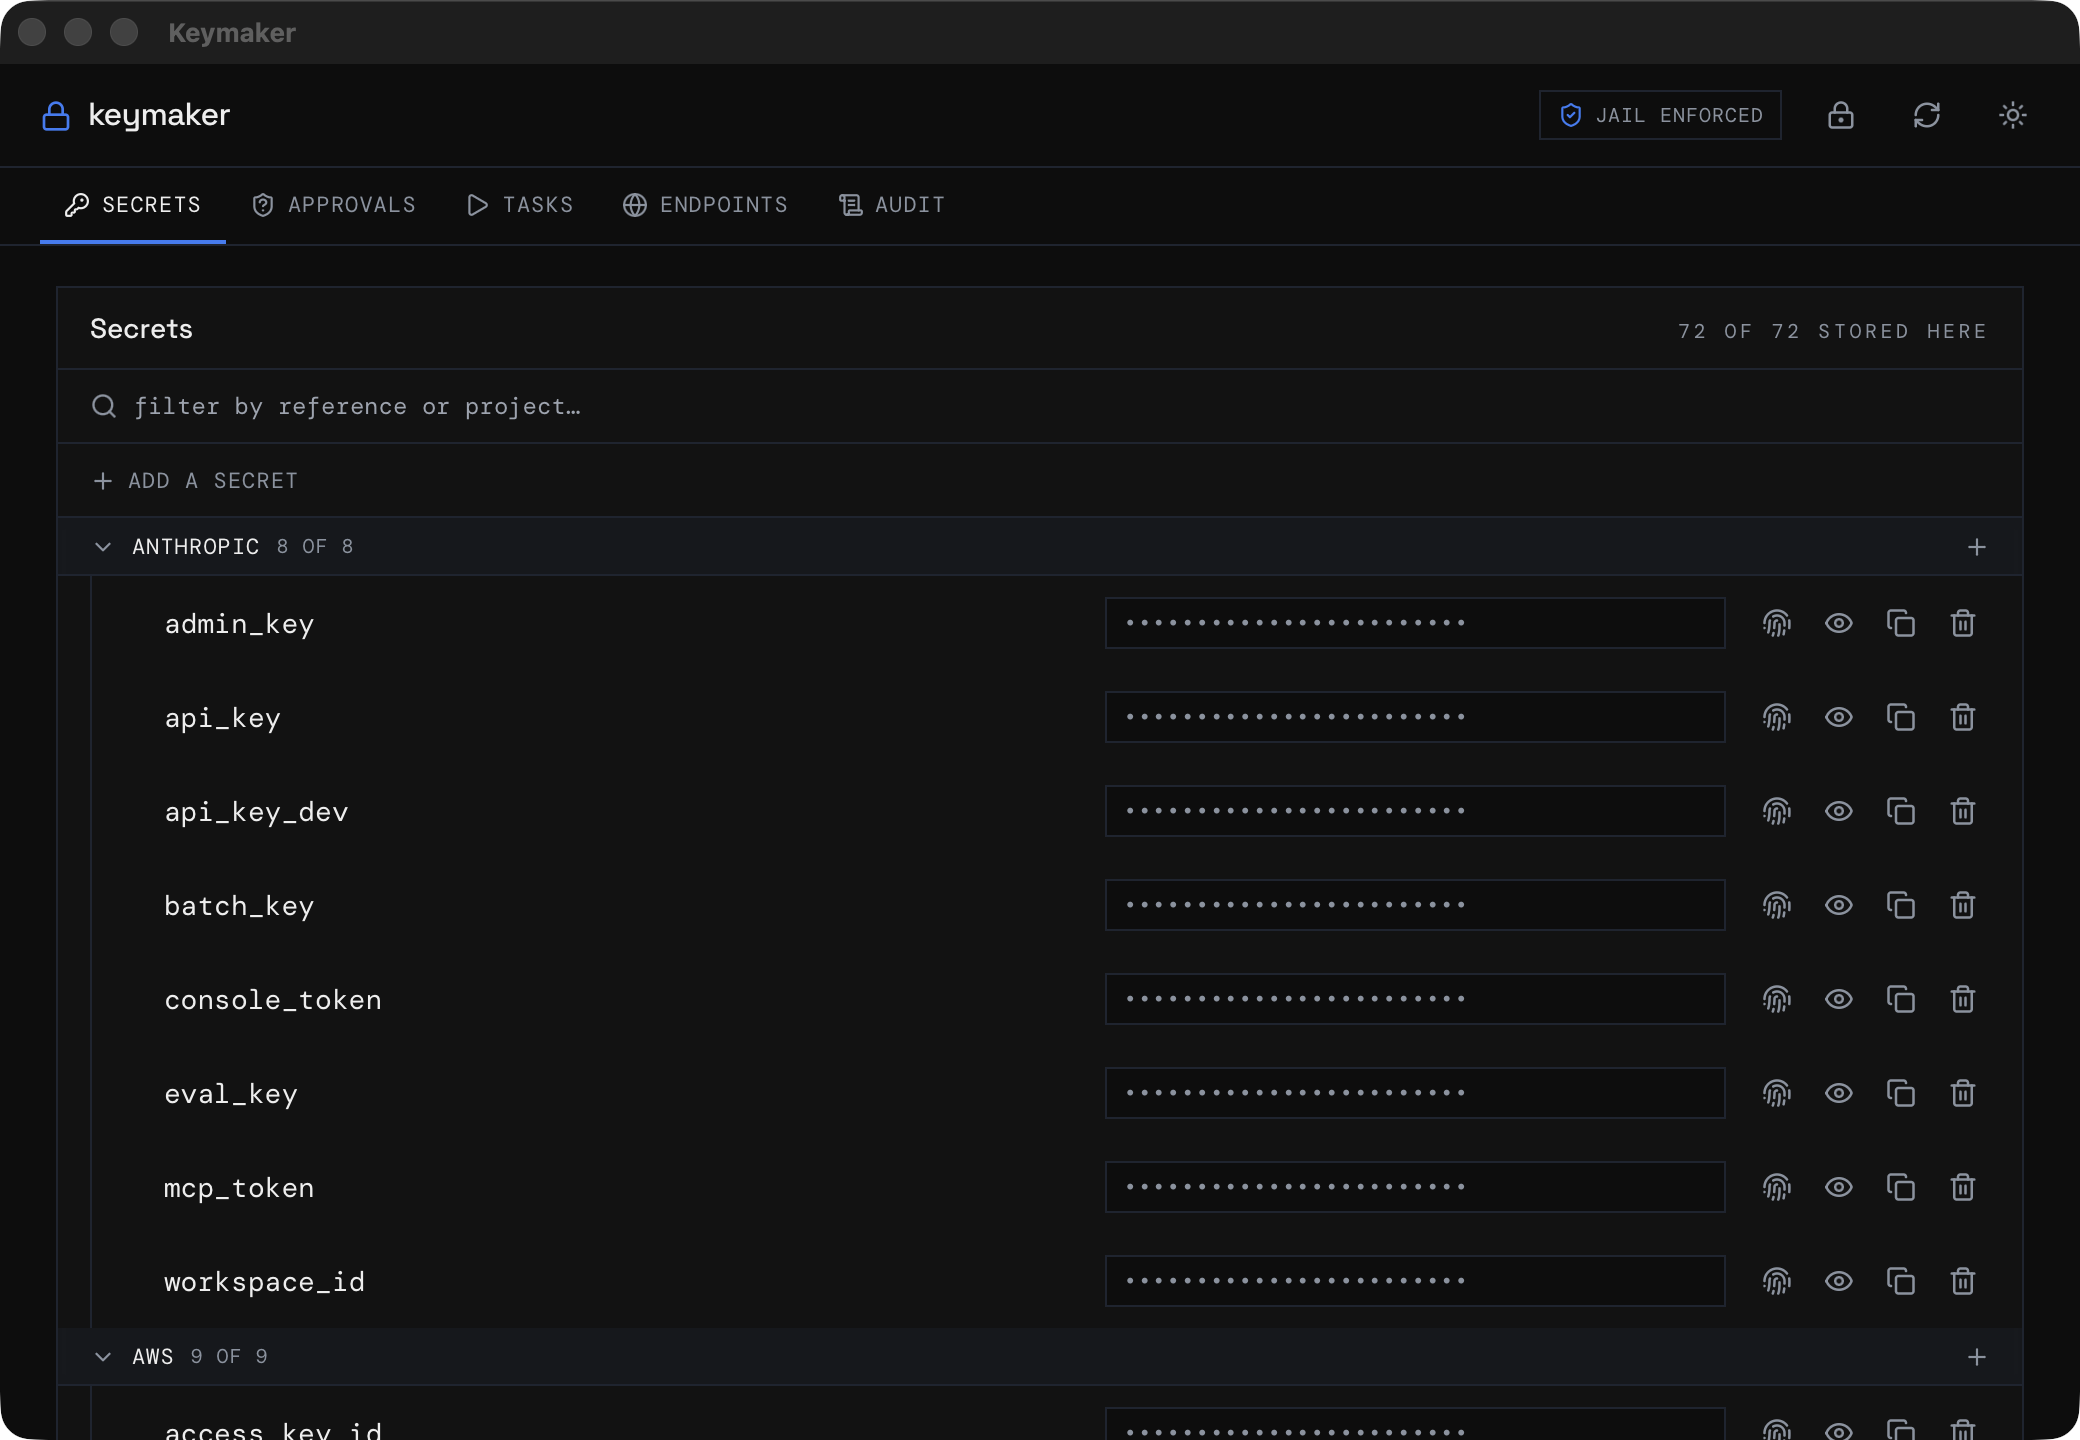 Keymaker
keymaker
JAIL ENFORCED
SECRETS
APPROVALS
TASKS
ENDPOINTS
AUDIT
Secrets
72 OF 72 STORED HERE
filter by reference or project…
ADD A SECRET
ANTHROPIC 8 OF 8
admin_key
api_key
api_key_dev
batch_key
console_token
eval_key
mcp_token
workspace_id
AWS 9 OF 9
access_key_id